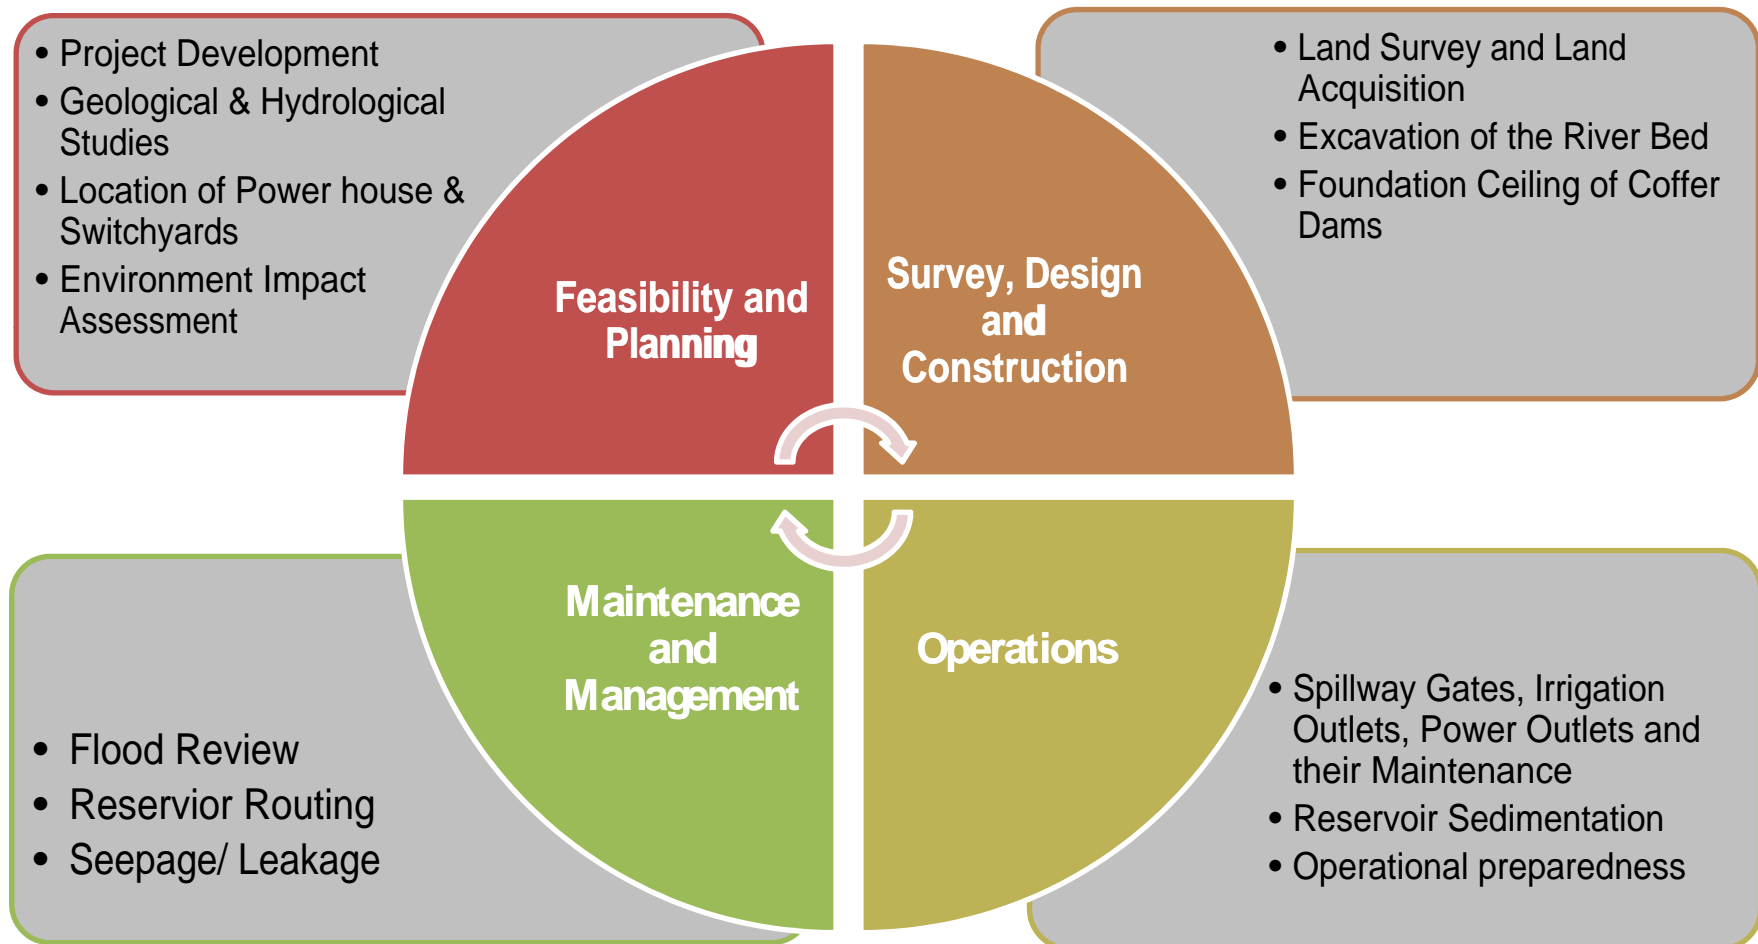 • Project Development
• Geological & Hydrological
Studies
• Location of Power house &
Switchyards
• Environment Impact
Assessment
• Land Survey and Land
Acquisition
• Excavation of the River Bed
• Foundation Ceiling of Coffer
Dams
Feasibility and
Planning
Survey, Design
and
Construction
Maintenance
and
Management
Operations
• Flood Review
• Reservior Routing
• Seepage/ Leakage
• Spillway Gates, Irrigation
Outlets, Power Outlets and
their Maintenance
• Reservoir Sedimentation
• Operational preparedness